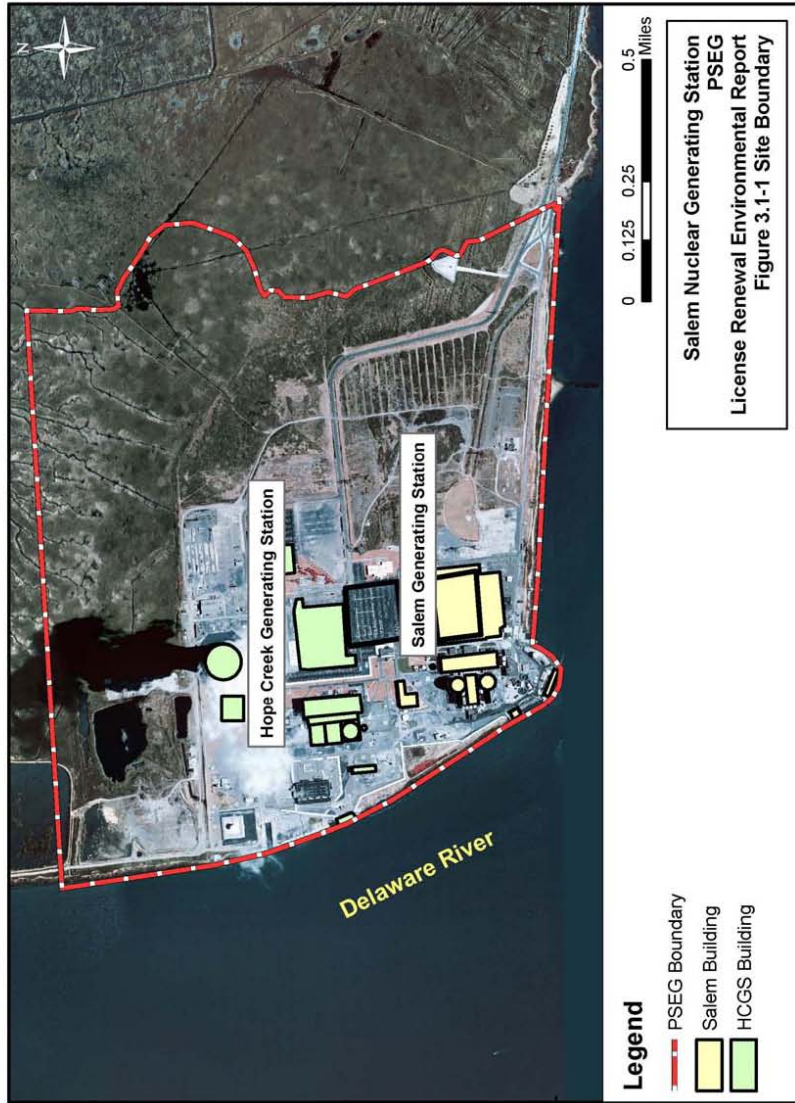 N
Hope Creek Generating Station
Salem Generating Station
Delaware River
Legend
PSEG Boundary
Salem Building
HCGS Building
0 0.125 0.25 0.5
Miles
Salem Nuclear Generating Station
PSEG
License Renewal Environmental Report
Figure 3.1-1 Site Boundary